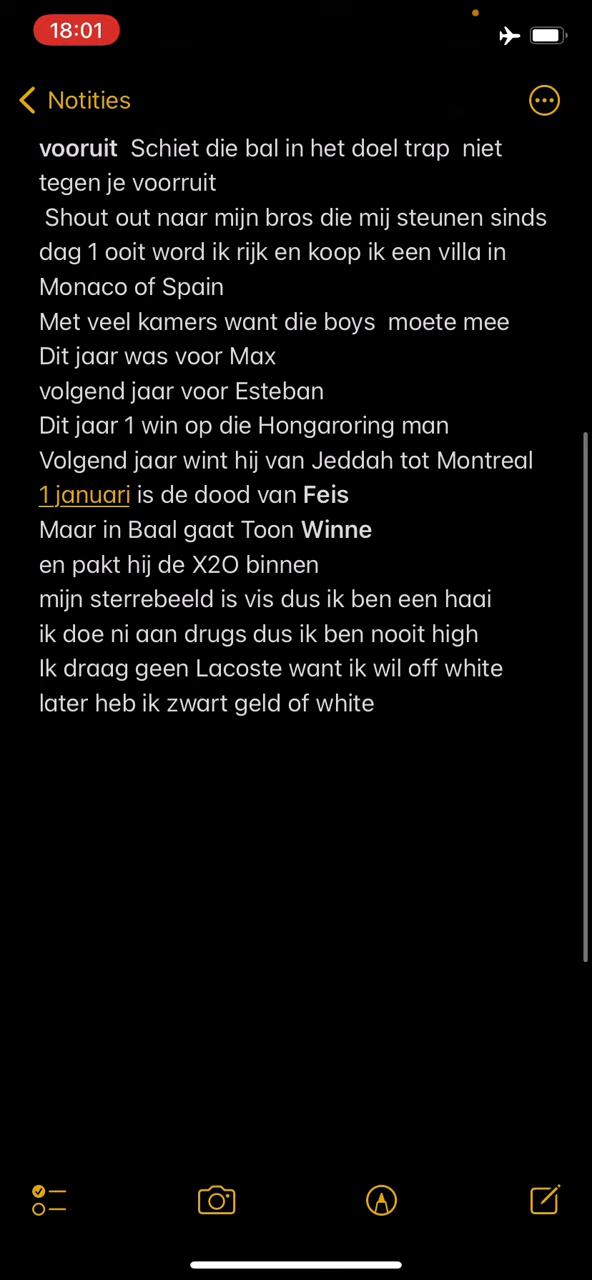 18:01
Notities
vooruit  Schiet die bal in het doel trap  niet
tegen je voorruit
Shout out naar mijn bros die mij steunen sinds
dag 1 ooit word ik rijk en koop ik een villa in
Monaco of Spain
Met veel kamers want die boys  moete mee
Dit jaar was voor Max
volgend jaar voor Esteban
Dit jaar 1 win op die Hongaroring man
Volgend jaar wint hij van Jeddah tot Montreal
1 januari is de dood van Feis
Maar in Baal gaat Toon Winne
en pakt hij de X2O binnen
mijn sterrebeeld is vis dus ik ben een haai
ik doe ni aan drugs dus ik ben nooit high
Ik draag geen Lacoste want ik wil off white
later heb ik zwart geld of white